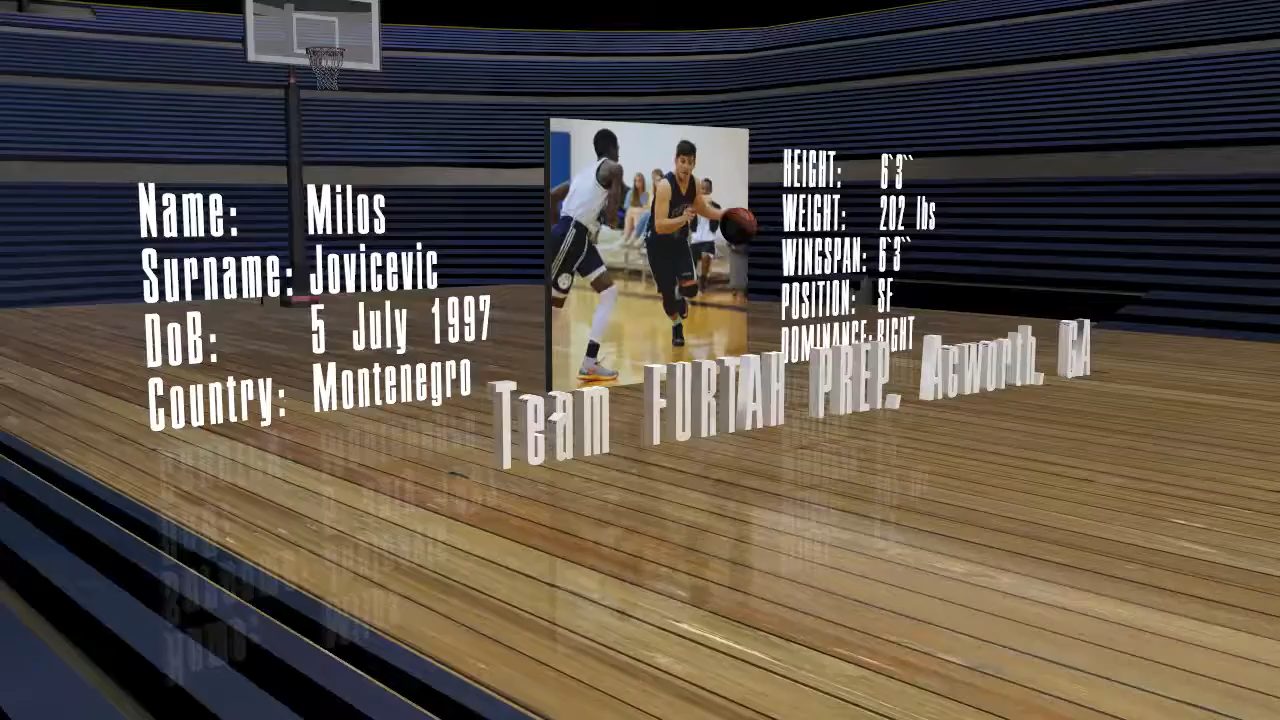 Name: Milos
Surname: Jovicevic
DoB: 5 July 1997
Country: Montenegro
HEIGHT: 6`3``
WEIGHT: 202 lbs
WINGSPAN: 6`3``
POSITION: SF
DOMINANCE: RIGHT
Team FURTAH PREP. Acworth. GA